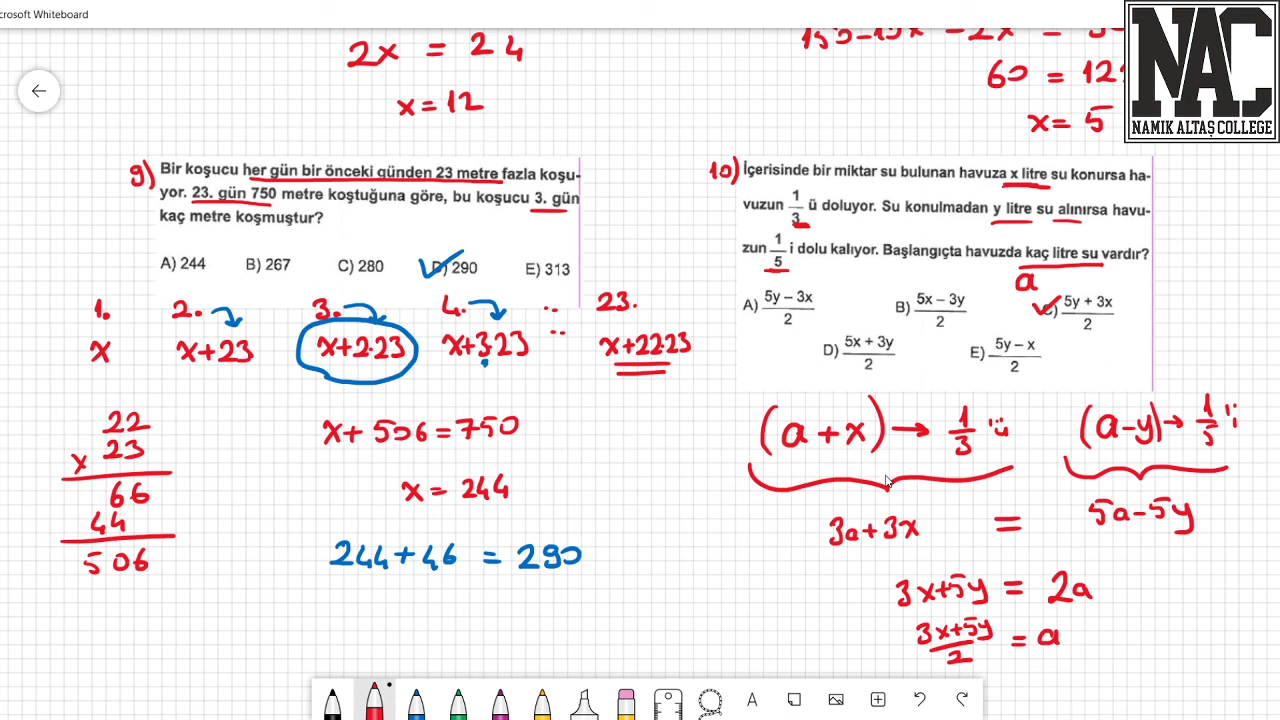 icrosoft Whiteboard
2x = 24
x = 12
60 = 12
x = 5
NAC
NAMIK ALTAŞ COLLEGE
9) Bir koşucu her gün bir önceki günden 23 metre fazla koşu-
yor. 23. gün 750 metre koştuğuna göre, bu koşucu 3. gün
kaç metre koşmuştur?
A) 244 B) 267 C) 280 D) 290 E) 313
1. 2. 3. 4. .. 23.
x x+23 x+2.23 x+3.23 .. x+22.23
22
x 23
66
44
506
x + 506 = 750
x = 244
244 + 46 = 290
10) İçerisinde bir miktar su bulunan havuza x litre su konursa ha-
vuzun 1/3 ü doluyor. Su konulmadan y litre su alınırsa havu-
zun 1/5 i dolu kalıyor. Başlangıçta havuzda kaç litre su vardır?
a
A) 5y – 3x/2 B) 5x – 3y/2 C) 5y + 3x/2
D) 5x + 3y/2 E) 5y – x/2
(a + x) → 1/3 ü (a-y) → 1/5 i
3a+3x = 5a-5y
3x+5y = 2a
3x+5y/2 = a
A